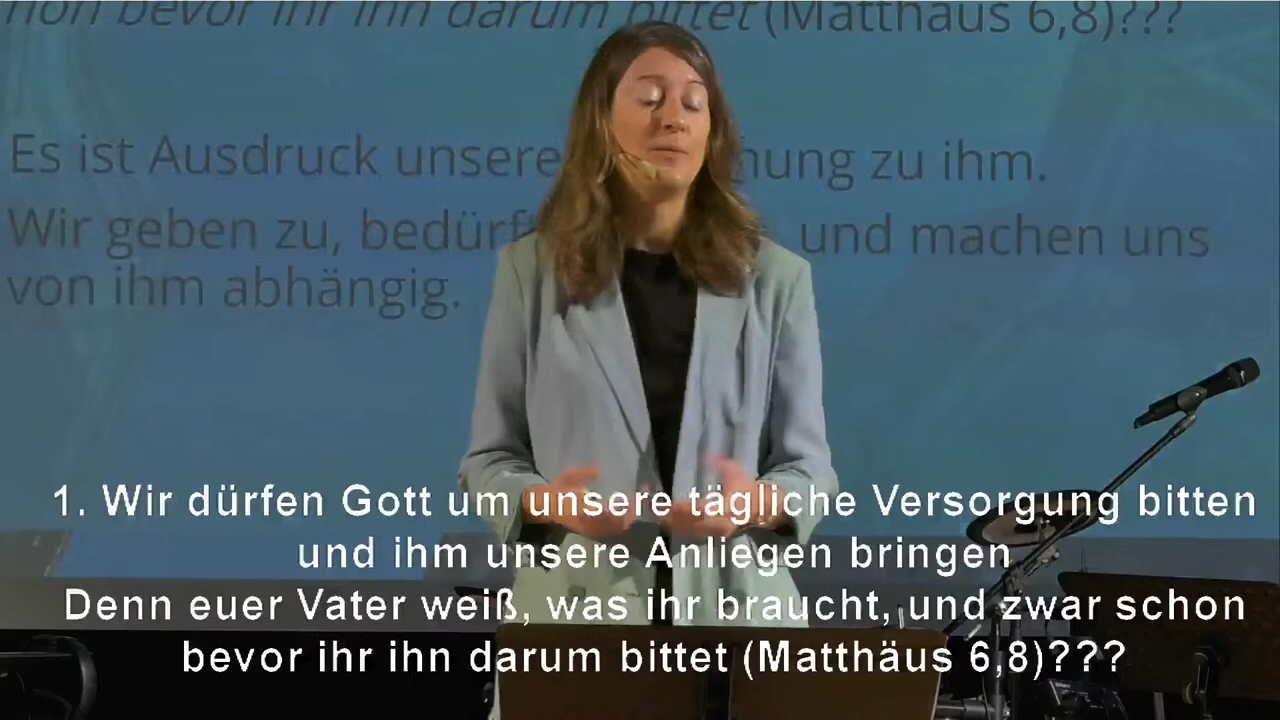 bevor ihr ihn darum bittet (Matthäus 6,8)???
Es ist Ausdruck unsere hung zu ihm.
Wir geben zu, bedürf und machen uns
von ihm abhängig.
1. Wir dürfen Gott um unsere tägliche Versorgung bitten
und ihm unsere Anliegen bringen
Denn euer Vater weiß, was ihr braucht, und zwar schon
bevor ihr ihn darum bittet (Matthäus 6,8)???